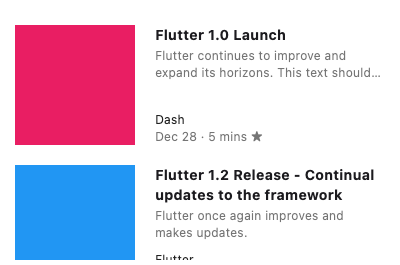 Flutter 1.0 Launch
Flutter continues to improve and
expand its horizons. This text should...
Dash
Dec 28 · 5 mins ★
Flutter 1.2 Release - Continual
updates to the framework
Flutter once again improves and
makes updates.
Flutter